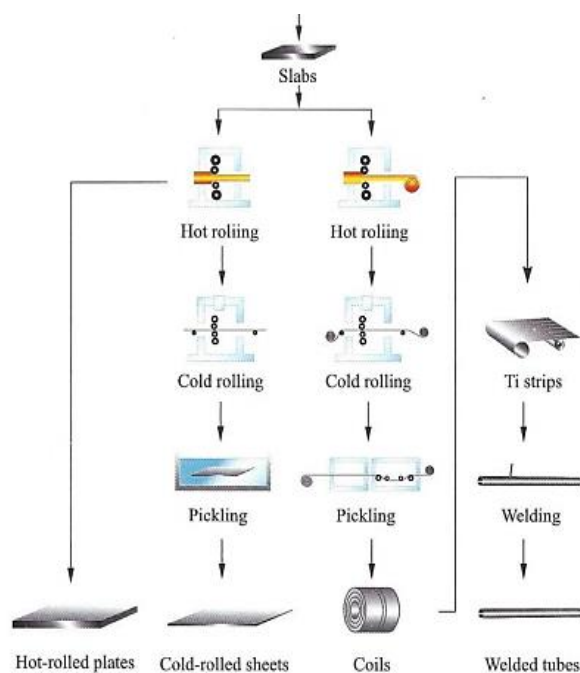 Slabs
Hot roliing
Hot roliing
Cold rolling
Cold rolling
Ti strips
Pickling
Pickling
Welding
Hot-rolled plates
Cold-rolled sheets
Coils
Welded tubes